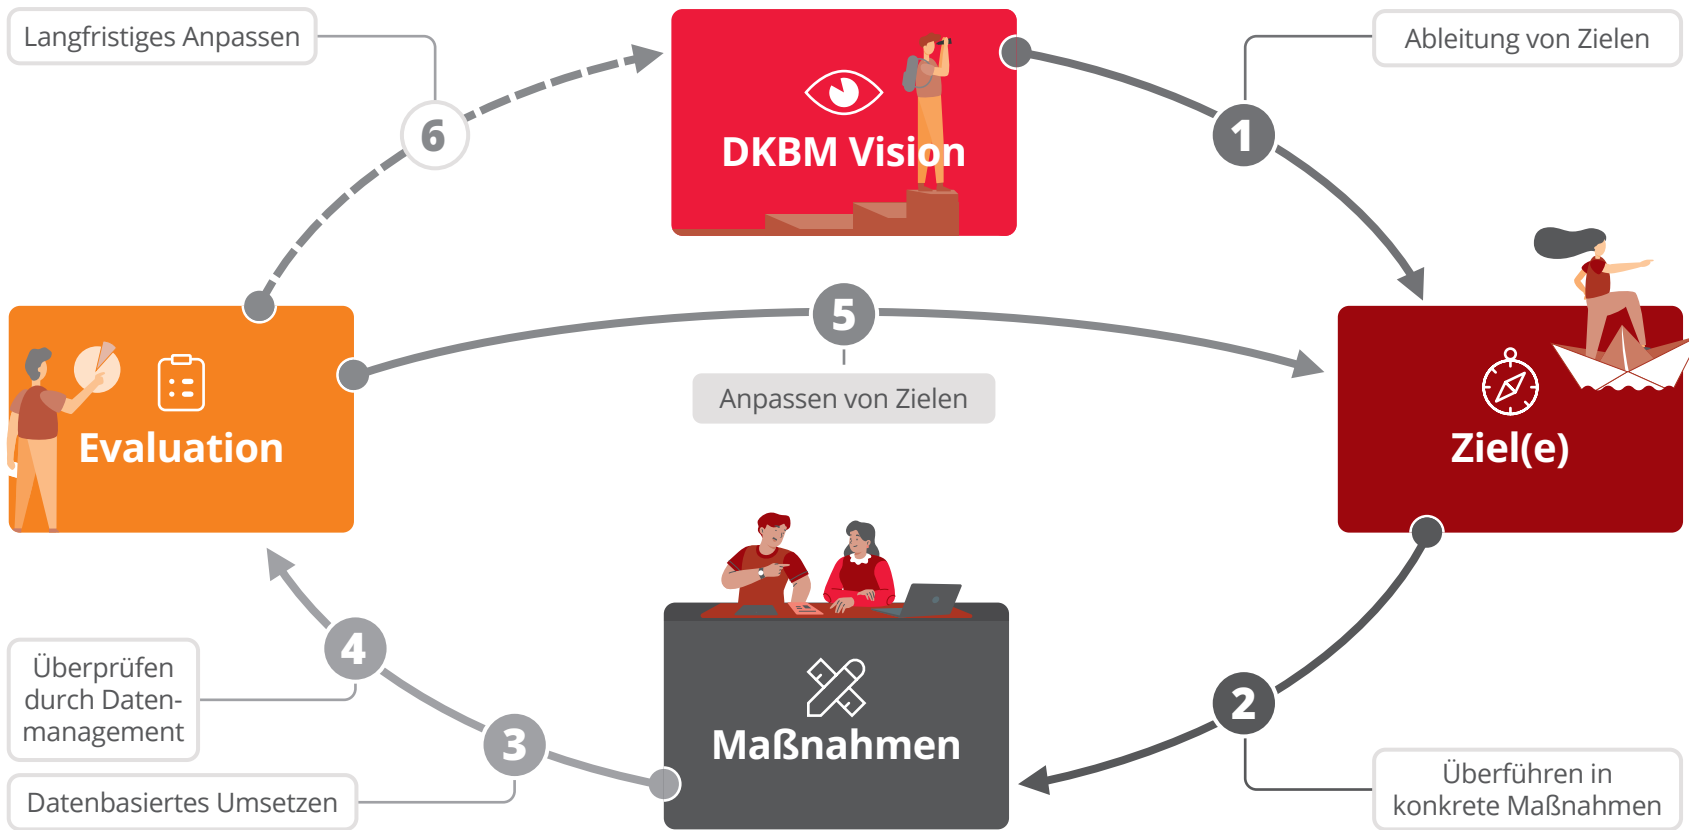 Langfristiges Anpassen
6
DKBM Vision
Ableitung von Zielen
1
5
Anpassen von Zielen
Evaluation
Ziel(e)
4
Überprüfen
durch Daten-
management
3
Datenbasiertes Umsetzen
Maßnahmen
2
Überführen in
konkrete Maßnahmen